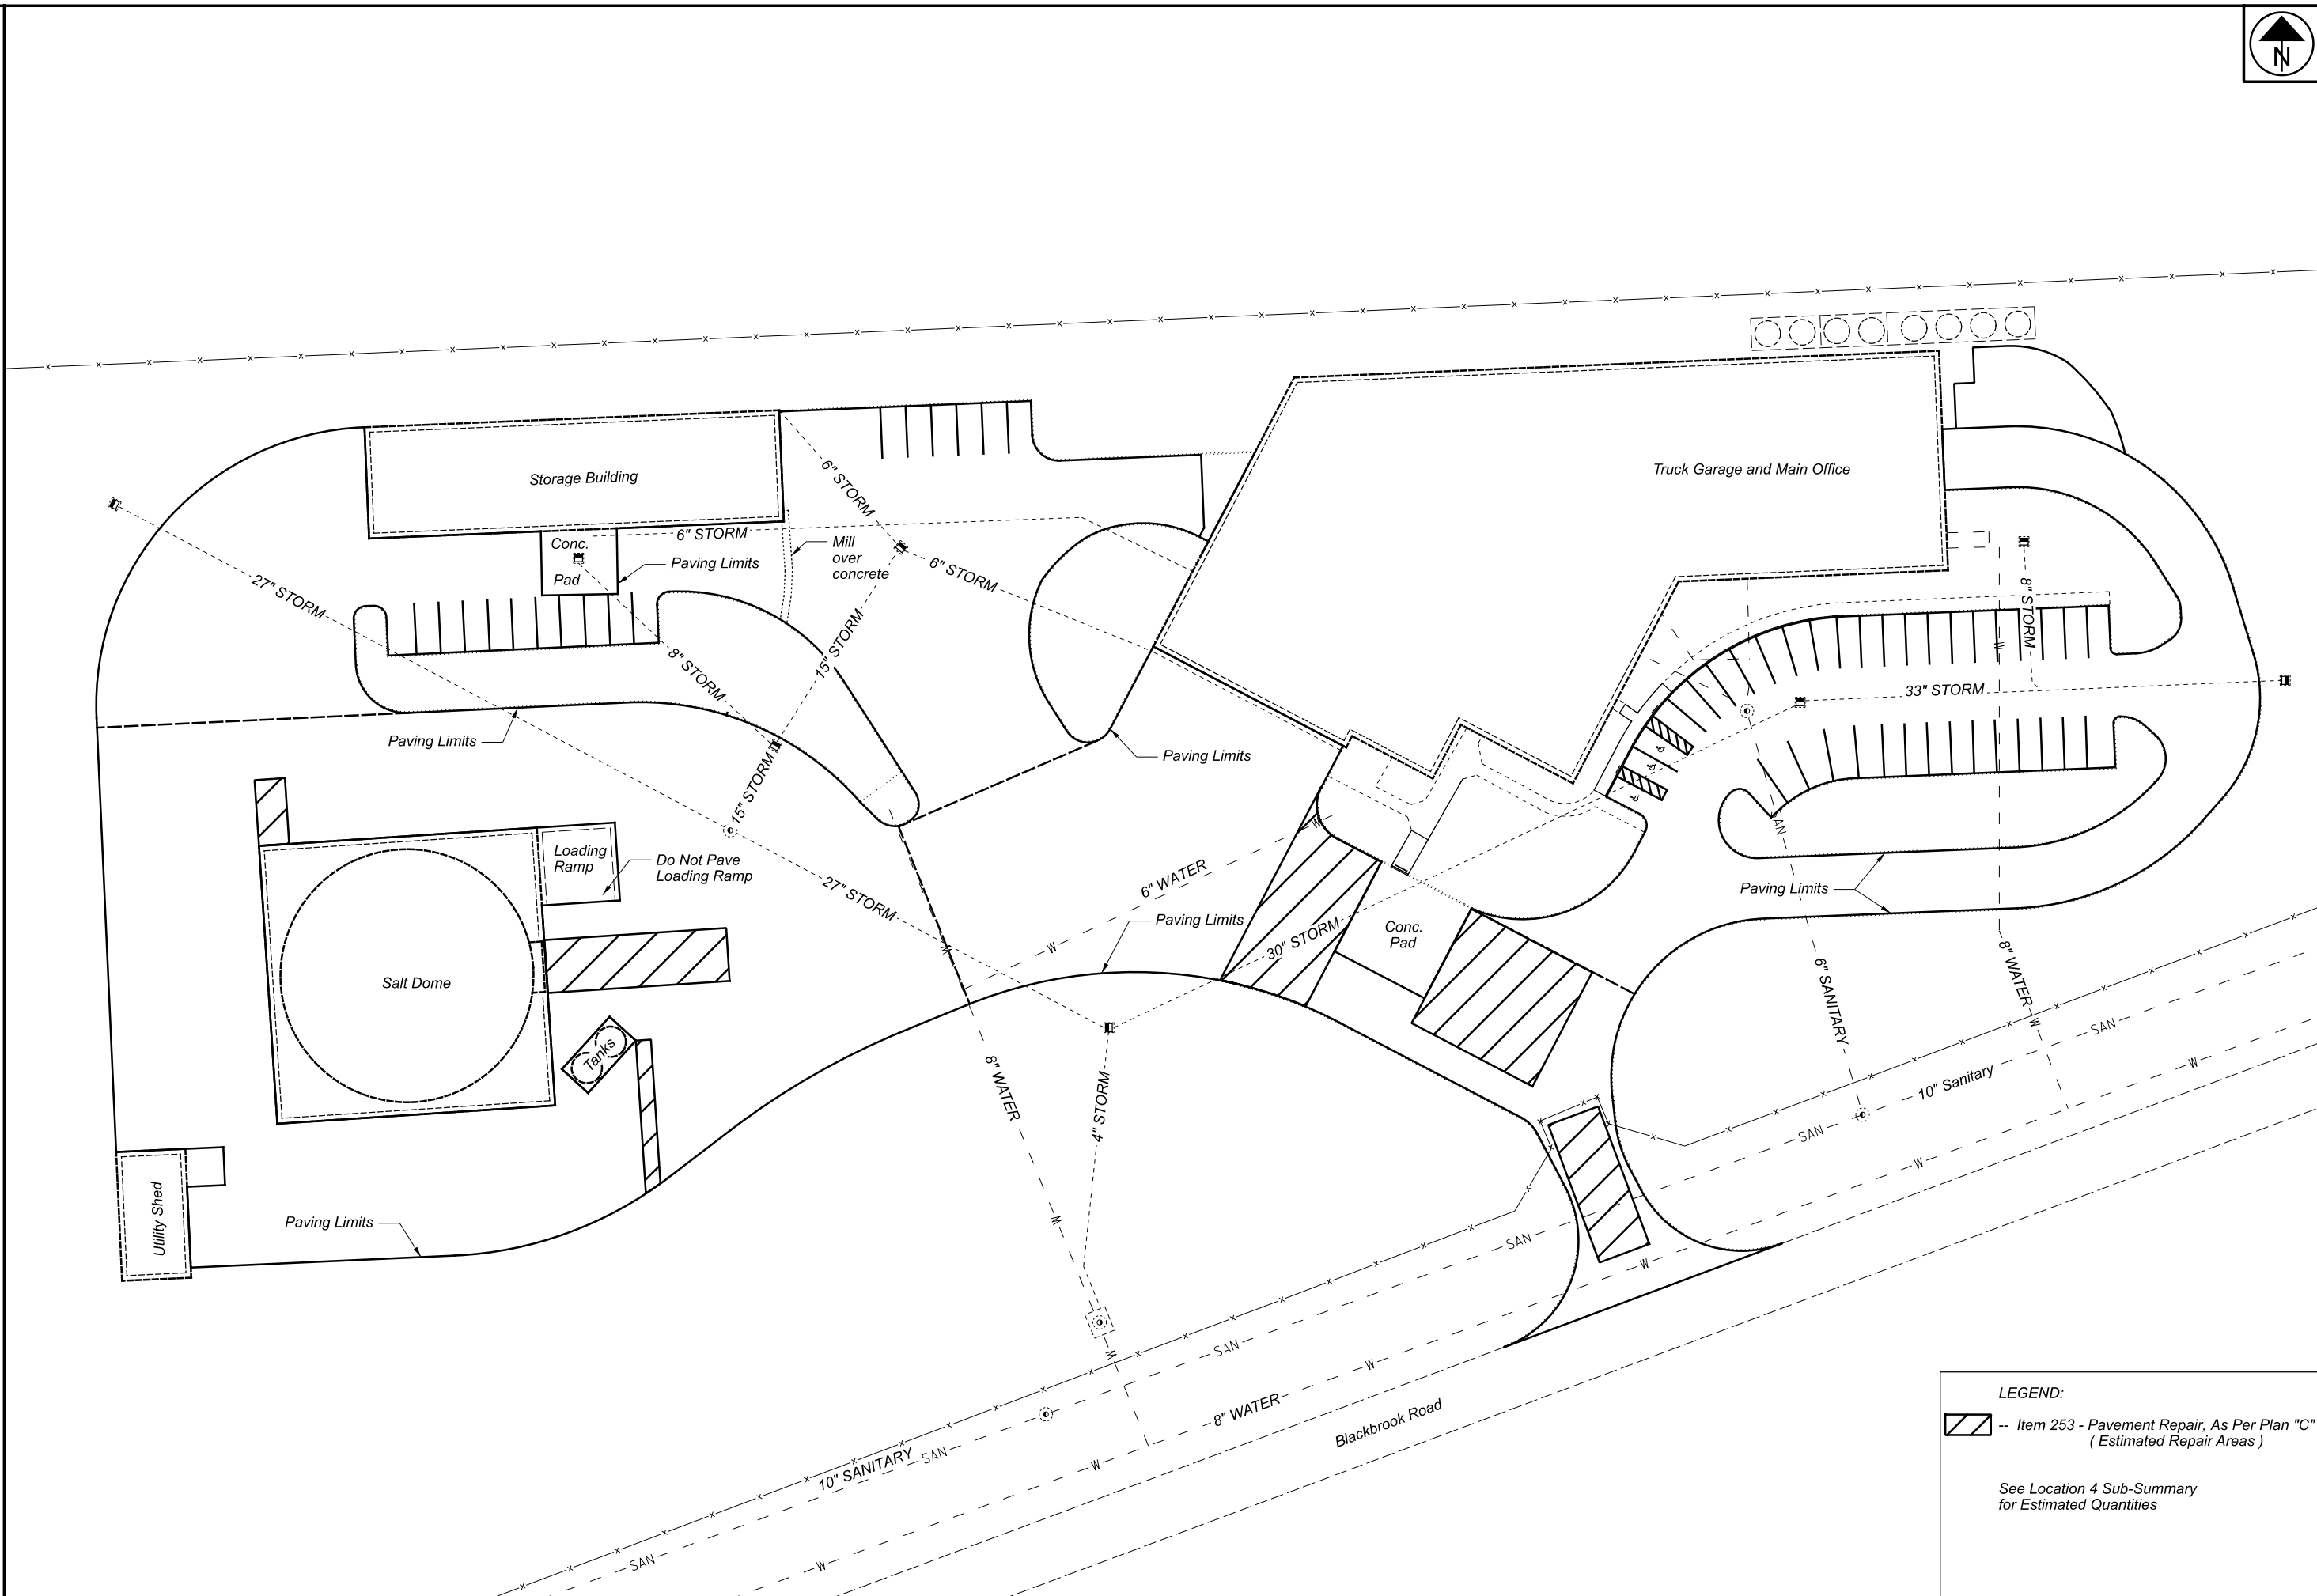 N
Storage Building
Truck Garage and Main Office
6" STORM
6" STORM
Conc.
Pad
Paving Limits
Mill
over
concrete
6" STORM
27" STORM
8" STORM
15" STORM
8" STORM
33" STORM
Paving Limits
Paving Limits
15" STORM
Loading
Ramp
Do Not Pave
Loading Ramp
27" STORM
6" WATER
W
W
Paving Limits
30" STORM
Conc.
Pad
Paving Limits
SAN
W
Salt Dome
Tanks
W
8" WATER
4" STORM
6" SANITARY
8" WATER
W
SAN
10" Sanitary
SAN
W
W
SAN
W
Utility Shed
Paving Limits
W
W
SAN
W
8" WATER
Blackbrook Road
10" SANITARY
SAN
W
SAN
W
LEGEND:
-- Item 253 - Pavement Repair, As Per Plan "C"
( Estimated Repair Areas )
See Location 4 Sub-Summary
for Estimated Quantities